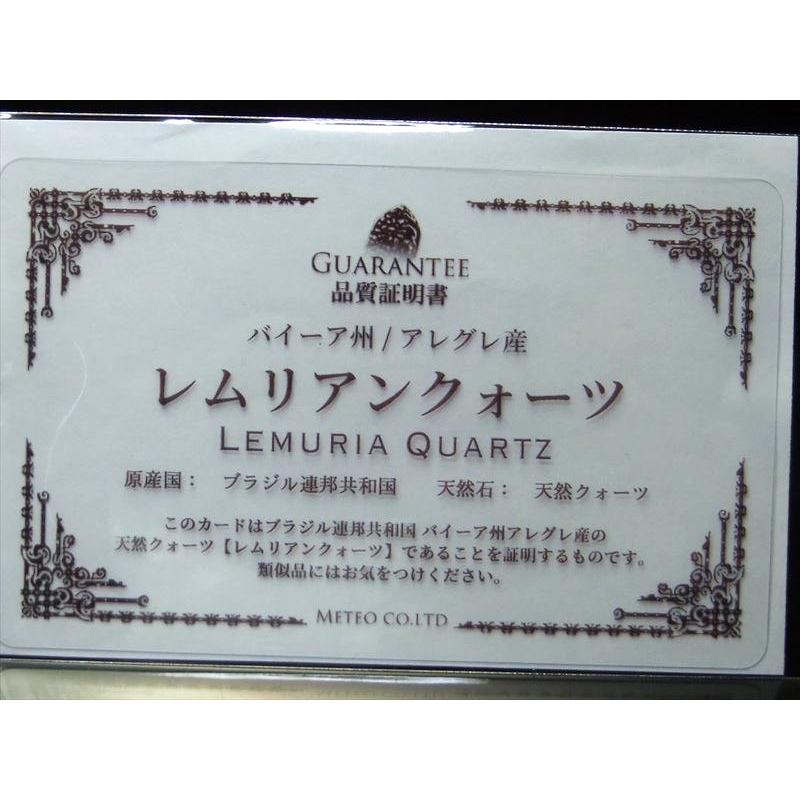 GUARANTEE
品質証明書
バイーア州 / アレグレ産
レムリアンクォーツ
LEMURIA QUARTZ
原産国： ブラジル連邦共和国 天然石： 天然クォーツ
このカードはブラジル連邦共和国 バイーア州アレグレ産の
天然クォーツ【レムリアンクォーツ】であることを証明するものです。
類似品にはお気をつけください。
METEO CO.LTD